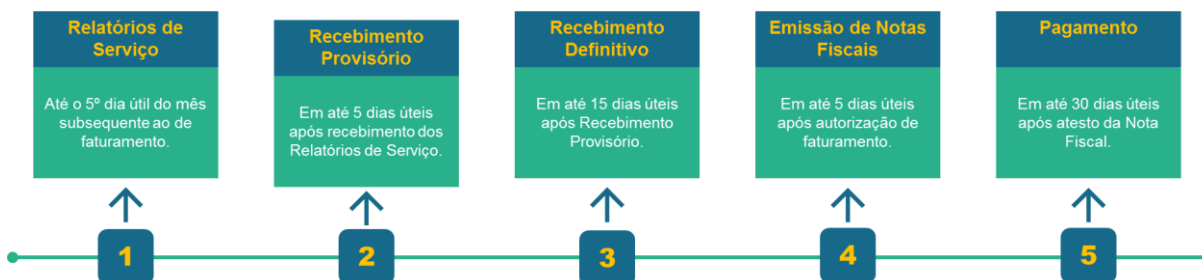 Relatórios de
Serviço
Até o 5º dia útil do mês
subsequente ao de
faturamento.
1
Recebimento
Provisório
Em até 5 dias úteis
após recebimento dos
Relatórios de Serviço.
2
Recebimento
Definitivo
Em até 15 dias úteis
após Recebimento
Provisório.
3
Emissão de Notas
Fiscais
Em até 5 dias úteis
após autorização de
faturamento.
4
Pagamento
Em até 30 dias úteis
após atesto da Nota
Fiscal.
5